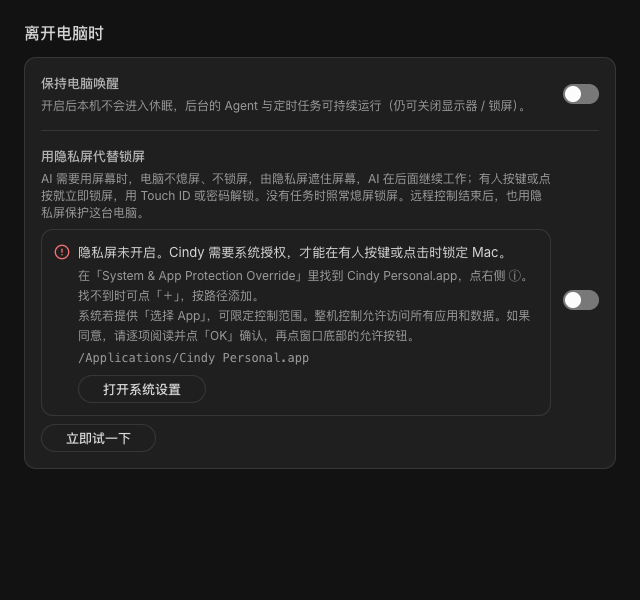 离开电脑时
保持电脑唤醒
开启后本机不会进入休眠，后台的 Agent 与定时任务可持续运行（仍可关闭显示器 / 锁屏）。
用隐私屏代替锁屏
AI 需要用屏幕时，电脑不熄屏、不锁屏，由隐私屏遮住屏幕，AI 在后面继续工作；有人按键或点
按就立即锁屏，用 Touch ID 或密码解锁。没有任务时照常熄屏锁屏。远程控制结束后，也用隐
私屏保护这台电脑。
隐私屏未开启。Cindy 需要系统授权，才能在有人按键或点击时锁定 Mac。
在「System & App Protection Override」里找到 Cindy Personal.app，点右侧 ⓘ。
找不到时可点「＋」，按路径添加。
系统若提供「选择 App」，可限定控制范围。整机控制允许访问所有应用和数据。如果
同意，请逐项阅读并点「OK」确认，再点窗口底部的允许按钮。
/Applications/Cindy Personal.app
打开系统设置
立即试一下